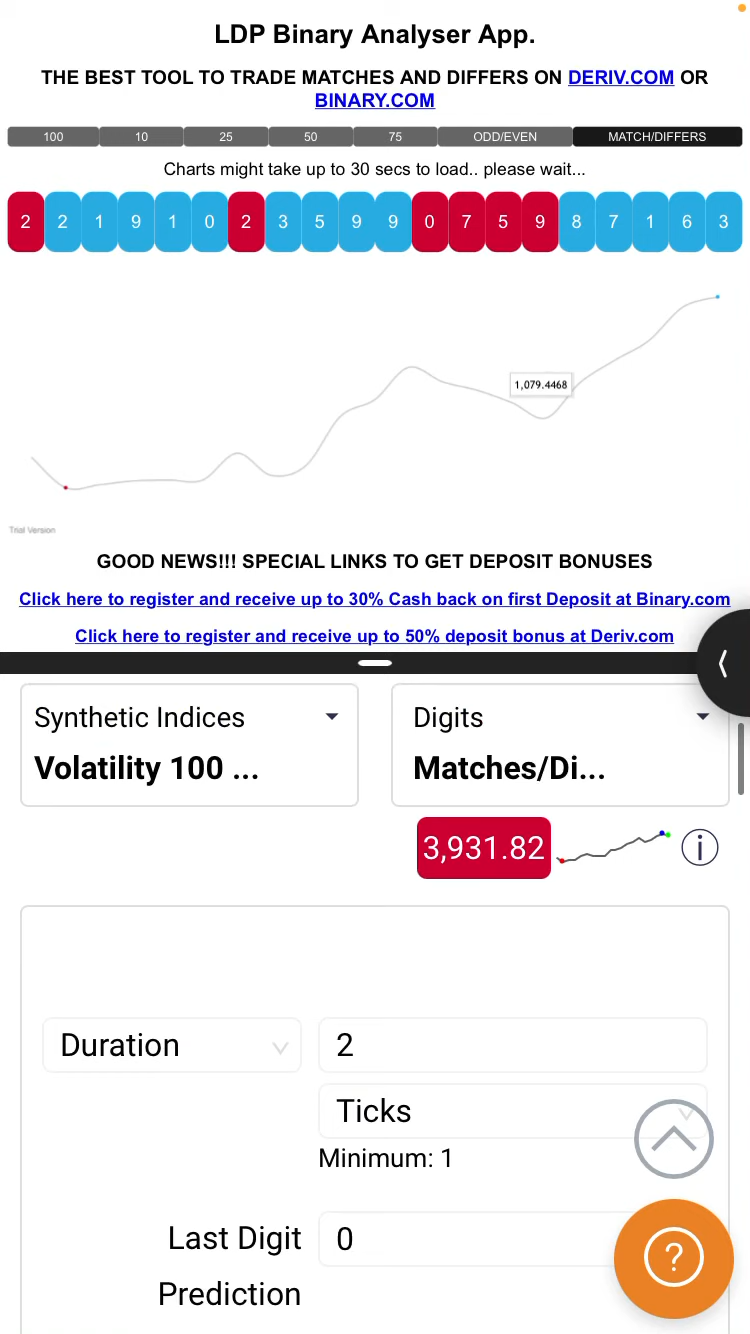 LDP Binary Analyser App.
THE BEST TOOL TO TRADE MATCHES AND DIFFERS ON DERIV.COM OR
BINARY.COM
100 10 25 50 75 ODD/EVEN MATCH/DIFFERS
Charts might take up to 30 secs to load.. please wait...
2 2 1 9 1 0 2 3 5 9 9 0 7 5 9 8 7 1 6 3
1,079.4468
Trial Version
GOOD NEWS!!! SPECIAL LINKS TO GET DEPOSIT BONUSES
Click here to register and receive up to 30% Cash back on first Deposit at Binary.com
Click here to register and receive up to 50% deposit bonus at Deriv.com
Synthetic Indices
Volatility 100 ...
Digits
Matches/Di...
3,931.82
Duration
2
Ticks
Minimum: 1
Last Digit
Prediction
0